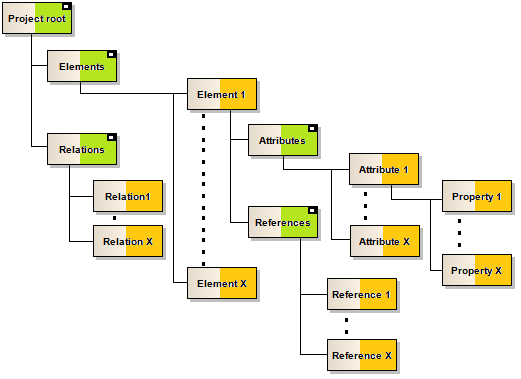 Project root
Elements
Element 1
Attributes
Relations
Attribute 1
Relation1
Property 1
References
Relation X
Attribute X
Property X
Element X
Reference 1
Reference X